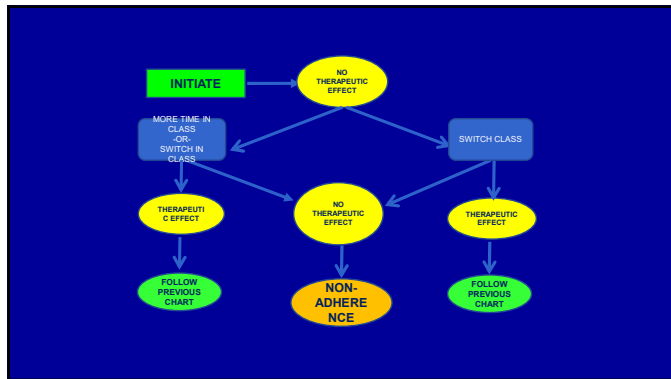 NO
THERAPEUTIC
EFFECT
INITIATE
MORE TIME IN
CLASS
-OR-
SWITCH IN
CLASS
SWITCH CLASS
THERAPEUTI
C EFFECT
NO
THERAPEUTIC
EFFECT
THERAPEUTIC
EFFECT
FOLLOW
PREVIOUS
CHART
NON-
ADHERE
NCE
FOLLOW
PREVIOUS
CHART